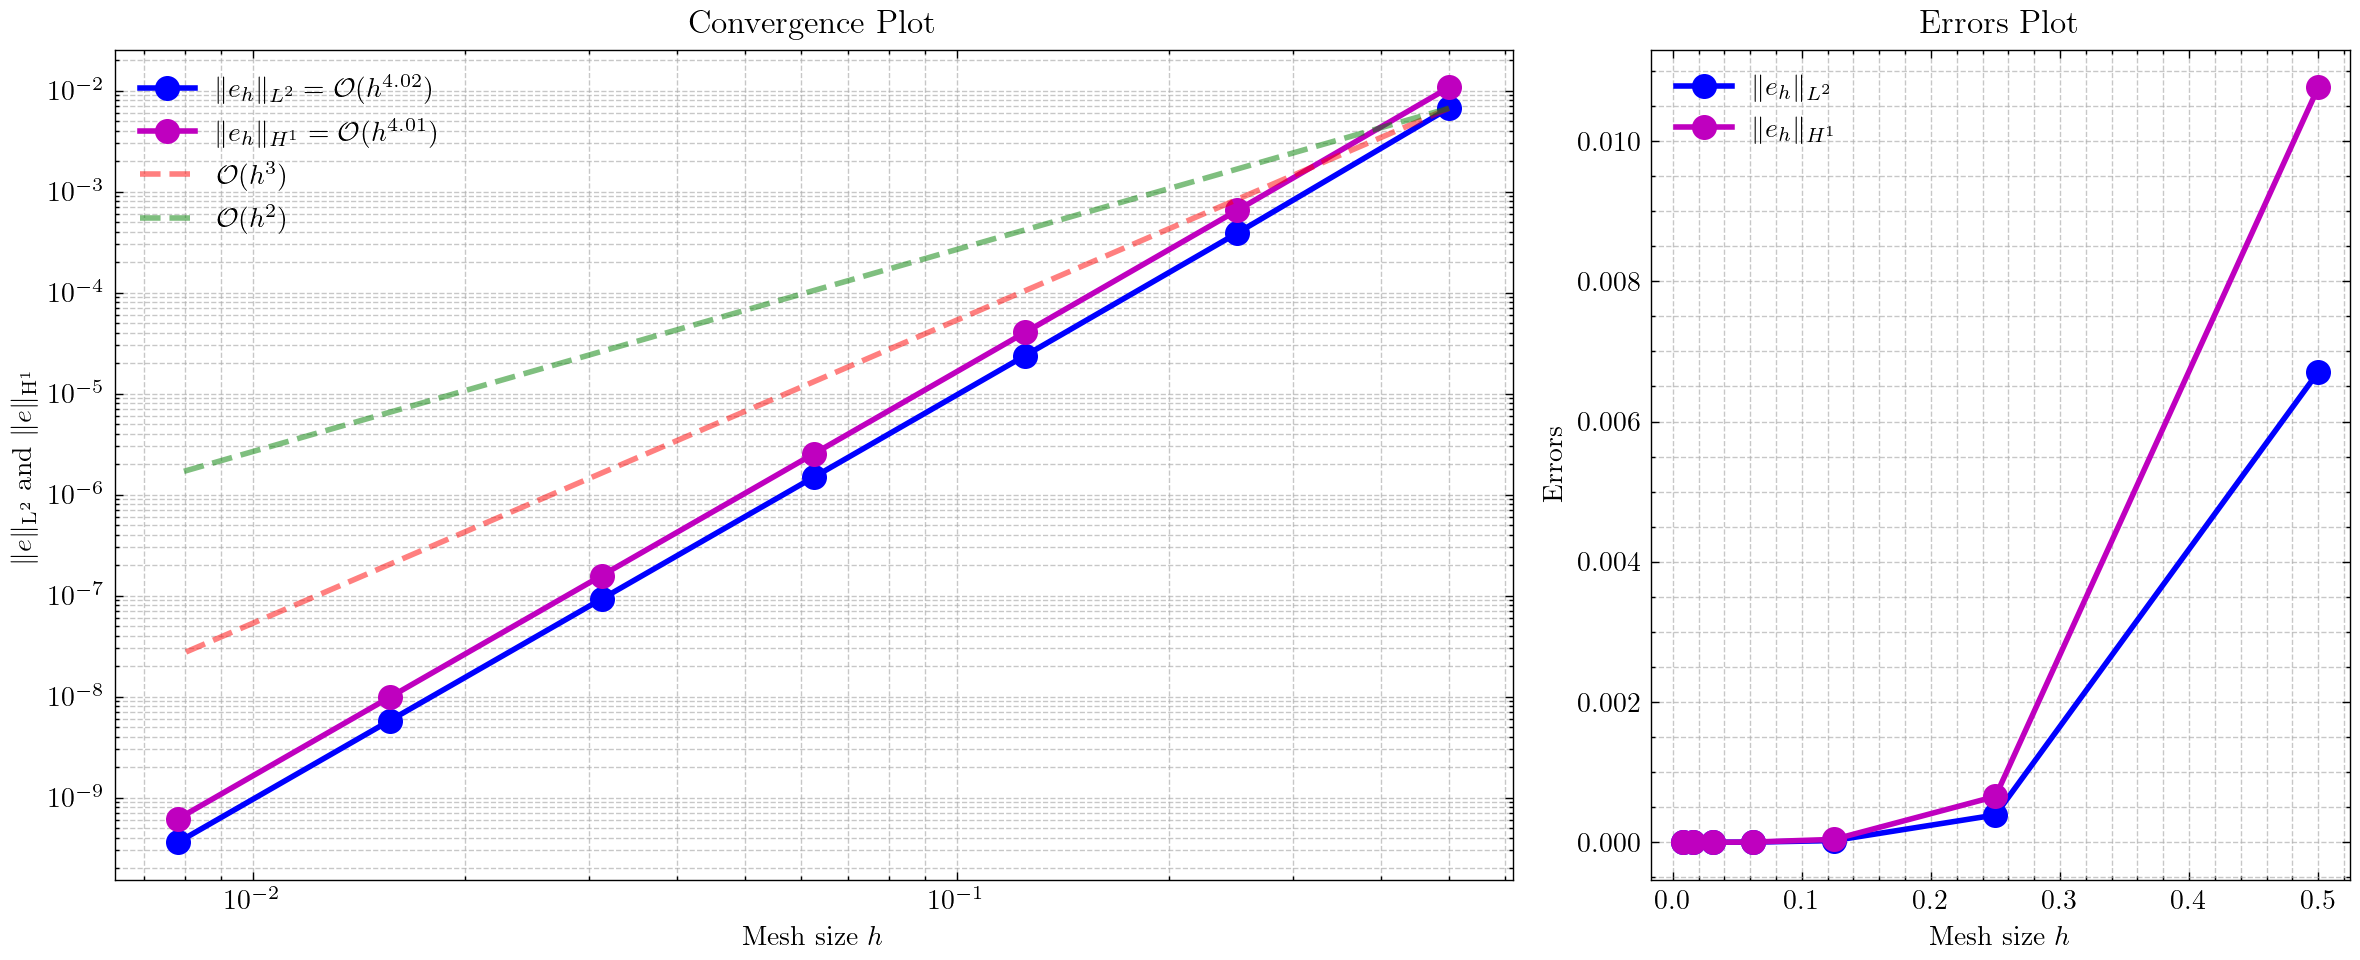 Convergence Plot
‖e_h‖_{L^2} = 𝒪(h^{4.02})
‖e_h‖_{H^1} = 𝒪(h^{4.01})
𝒪(h^3)
𝒪(h^2)
10^{-2}
10^{-3}
10^{-4}
10^{-5}
10^{-6}
10^{-7}
10^{-8}
10^{-9}
||e||_{L^2} and ||e||_{H^1}
10^{-2} 10^{-1}
Mesh size h
Errors Plot
‖e_h‖_{L^2}
‖e_h‖_{H^1}
0.010
0.008
0.006
0.004
0.002
0.000
Errors
0.0 0.1 0.2 0.3 0.4 0.5
Mesh size h